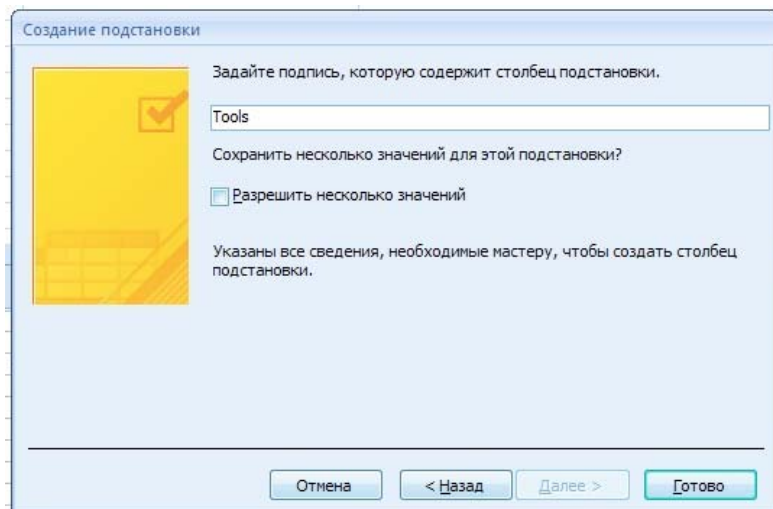 Создание подстановки
Задайте подпись, которую содержит столбец подстановки.
Tools
Сохранить несколько значений для этой подстановки?
Разрешить несколько значений
Указаны все сведения, необходимые мастеру, чтобы создать столбец
подстановки.
Отмена < Назад Далее > Готово